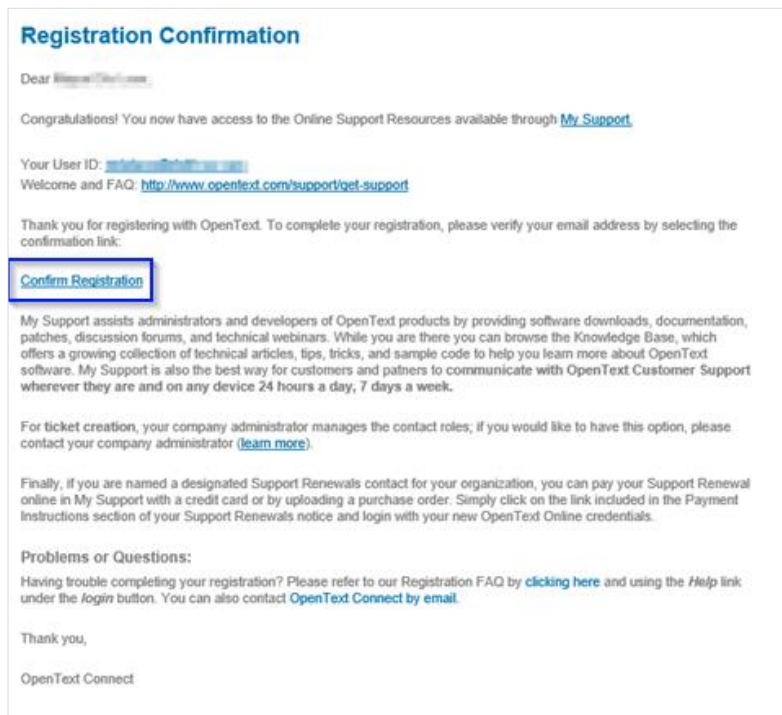 Registration Confirmation
Dear
Congratulations! You now have access to the Online Support Resources available through My Support.
Your User ID:
Welcome and FAQ: http://www.opentext.com/support/get-support
Thank you for registering with OpenText. To complete your registration, please verify your email address by selecting the
confirmation link:
Confirm Registration
My Support assists administrators and developers of OpenText products by providing software downloads, documentation,
patches, discussion forums, and technical webinars. While you are there you can browse the Knowledge Base, which
offers a growing collection of technical articles, tips, tricks, and sample code to help you learn more about OpenText
software. My Support is also the best way for customers and patners to communicate with OpenText Customer Support
wherever they are and on any device 24 hours a day, 7 days a week.
For ticket creation, your company administrator manages the contact roles; if you would like to have this option, please
contact your company administrator (learn more).
Finally, if you are named a designated Support Renewals contact for your organization, you can pay your Support Renewal
online in My Support with a credit card or by uploading a purchase order. Simply click on the link included in the Payment
Instructions section of your Support Renewals notice and login with your new OpenText Online credentials.
Problems or Questions:
Having trouble completing your registration? Please refer to our Registration FAQ by clicking here and using the Help link
under the login button. You can also contact OpenText Connect by email.
Thank you,
OpenText Connect